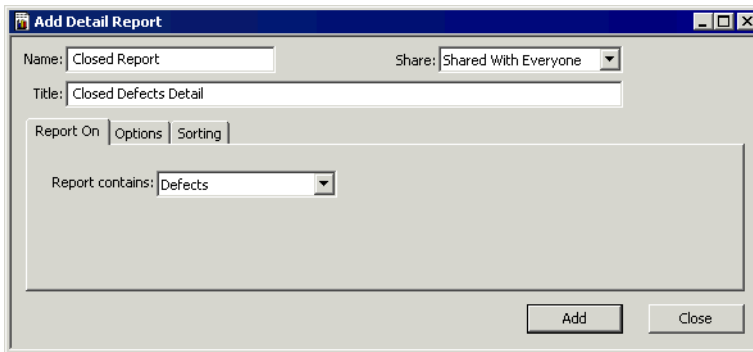 Add Detail Report
Name: Closed Report Share: Shared With Everyone
Title: Closed Defects Detail
Report On Options Sorting
Report contains: Defects
Add Close